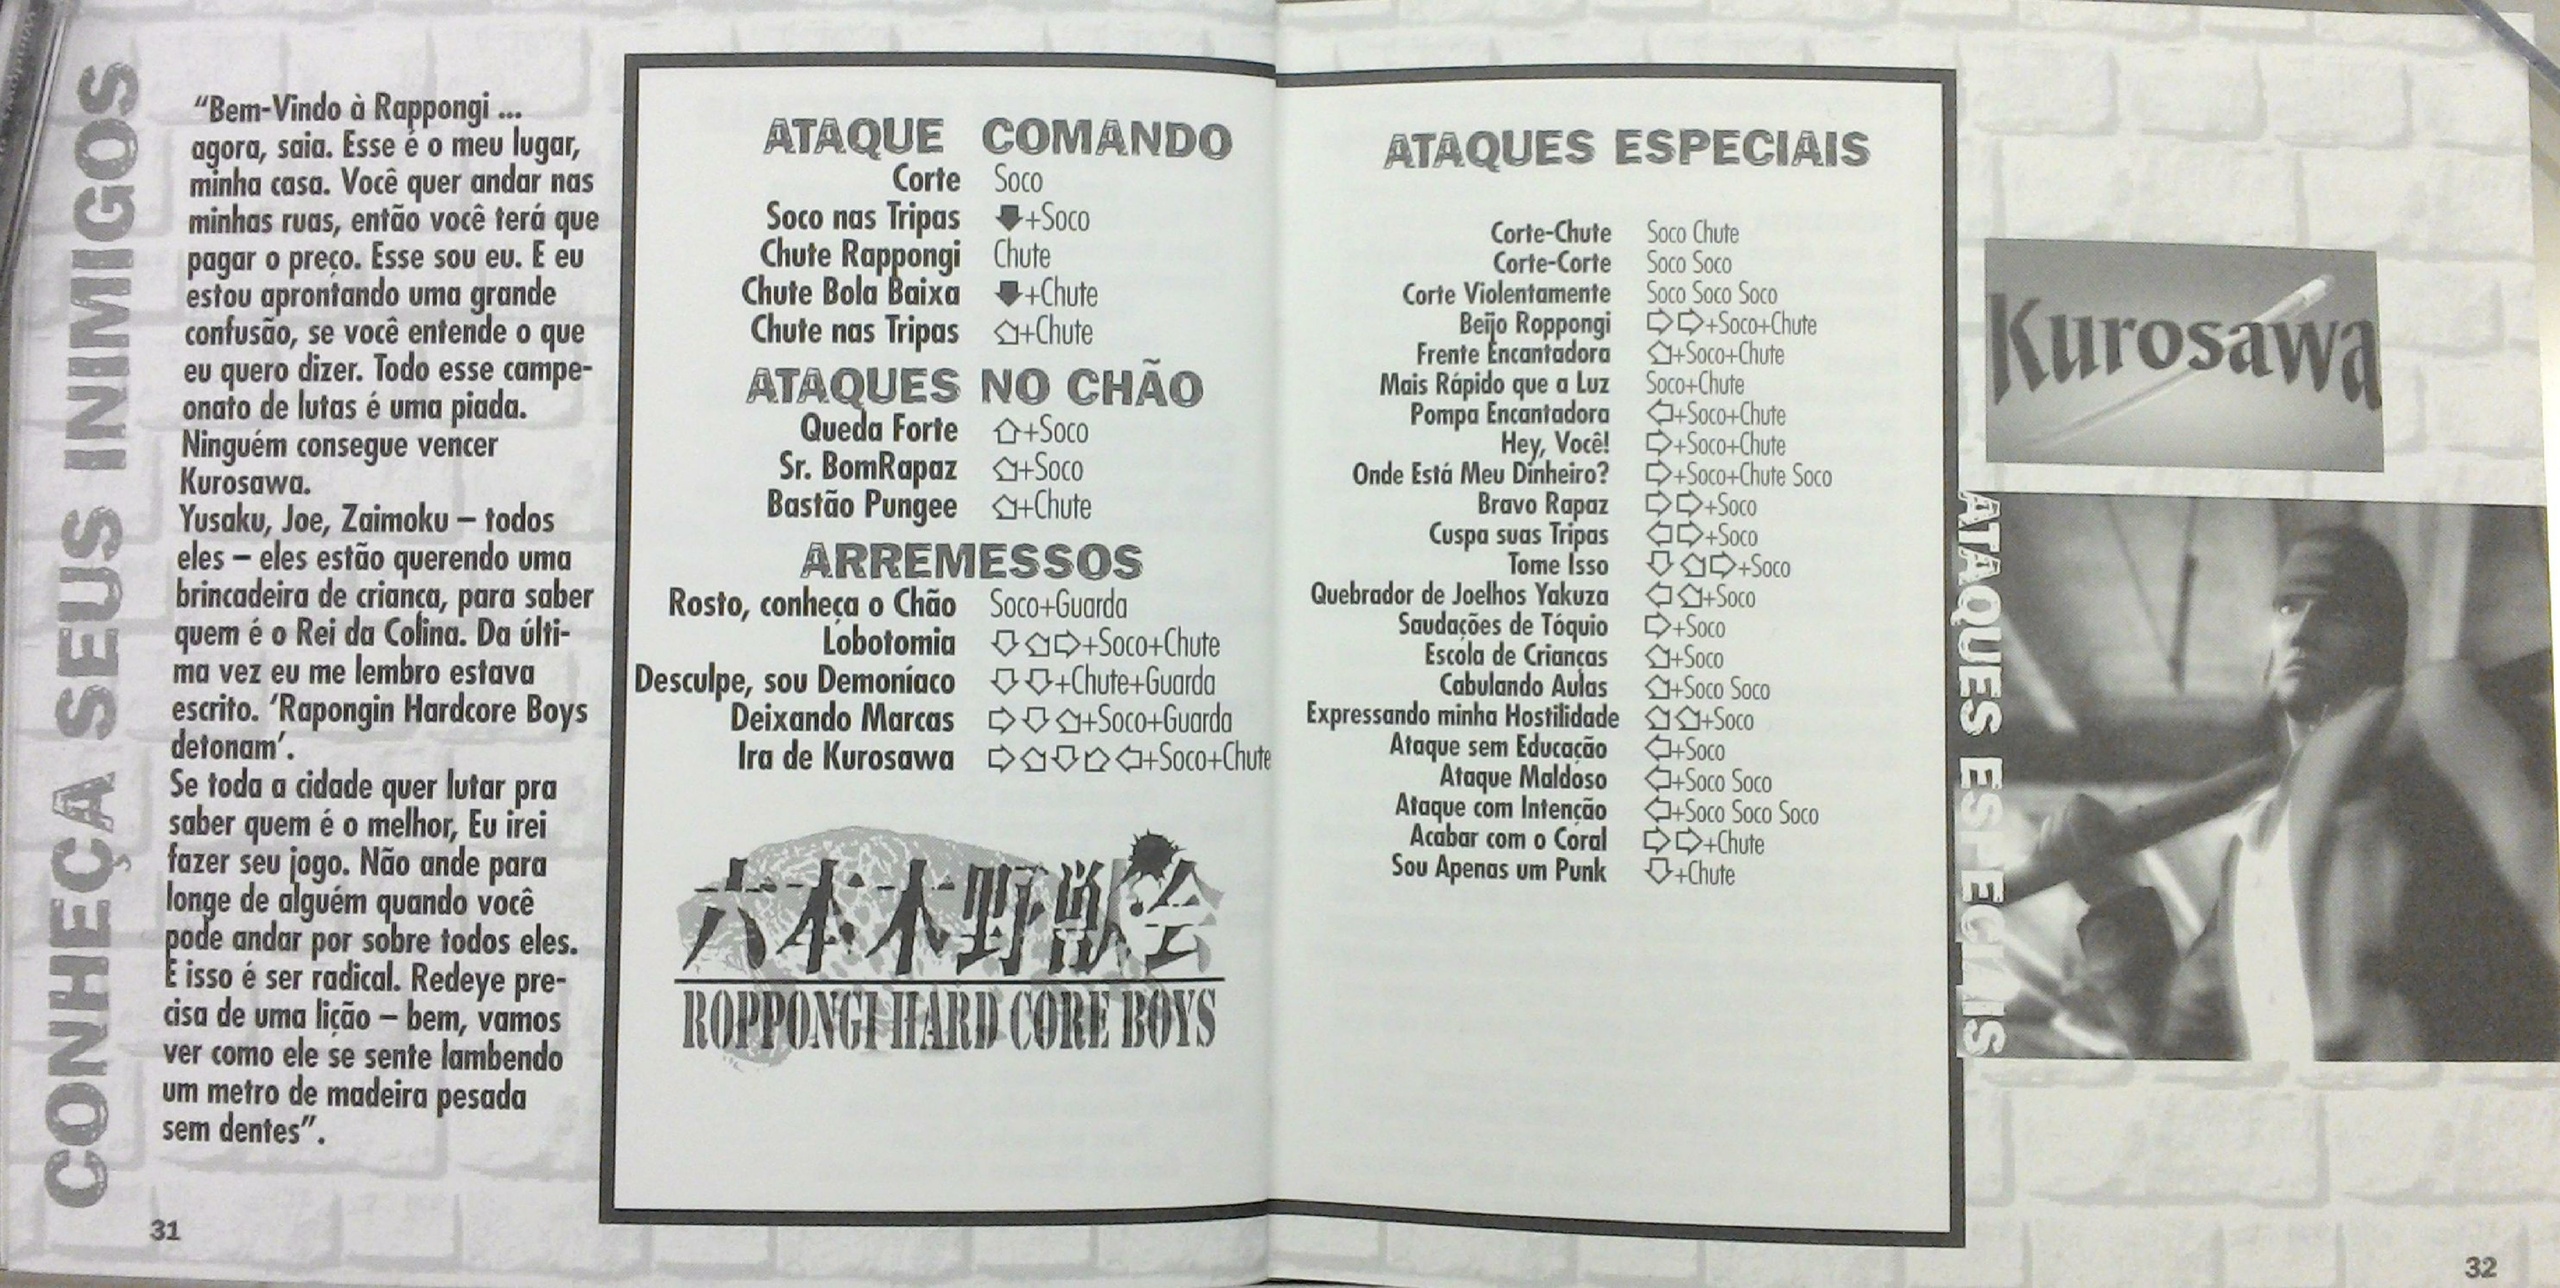 CONHEÇA SEUS INIMIGOS
“Bem-Vindo à Rappongi ...
agora, saia. Esse é o meu lugar,
minha casa. Você quer andar nas
minhas ruas, então você terá que
pagar o preço. Esse sou eu. E eu
estou aprontando uma grande
confusão, se você entende o que
eu quero dizer. Todo esse campe-
onato de lutas é uma piada.
Ninguém consegue vencer
Kurosawa.
Yusaku, Joe, Zaimoku – todos
eles – eles estão querendo uma
brincadeira de criança, para saber
quem é o Rei da Colina. Da últi-
ma vez eu me lembro estava
escrito. ‘Rapongin Hardcore Boys
detonam’.
Se toda a cidade quer lutar pra
saber quem é o melhor, Eu irei
fazer seu jogo. Não ande para
longe de alguém quando você
pode andar por sobre todos eles.
E isso é ser radical. Redeye pre-
cisa de uma lição – bem, vamos
ver como ele se sente lambendo
um metro de madeira pesada
sem dentes”.
31
ATAQUE COMANDO
Corte Soco
Soco nas Tripas ⬇+Soco
Chute Rappongi Chute
Chute Bola Baixa ⬇+Chute
Chute nas Tripas ⬂+Chute
ATAQUES NO CHÃO
Queda Forte ⇧+Soco
Sr. BomRapaz ⬂+Soco
Bastão Pungee ⬂+Chute
ARREMESSOS
Rosto, conheça o Chão Soco+Guarda
Lobotomia ⇩⬂⇨+Soco+Chute
Desculpe, sou Demoníaco ⇩⇩+Chute+Guarda
Deixando Marcas ⇨⇩⬂+Soco+Guarda
Ira de Kurosawa ⇨⬂⇩⬃⇦+Soco+Chute
六本木野獣会
ROPPONGI HARD CORE BOYS
ATAQUES ESPECIAIS
Corte-Chute Soco Chute
Corte-Corte Soco Soco
Corte Violentamente Soco Soco Soco
Beijo Roppongi ⇨⇨+Soco+Chute
Frente Encantadora ⬂+Soco+Chute
Mais Rápido que a Luz Soco+Chute
Pompa Encantadora ⇦+Soco+Chute
Hey, Você! ⇨+Soco+Chute
Onde Está Meu Dinheiro? ⇨+Soco+Chute Soco
Bravo Rapaz ⇨⇨+Soco
Cuspa suas Tripas ⇦⇨+Soco
Tome Isso ⇩⬂⇨+Soco
Quebrador de Joelhos Yakuza ⇦⬂+Soco
Saudações de Tóquio ⇨+Soco
Escola de Crianças ⬂+Soco
Cabulando Aulas ⬂+Soco Soco
Expressando minha Hostilidade ⬂⬂+Soco
Ataque sem Educação ⇦+Soco
Ataque Maldoso ⇦+Soco Soco
Ataque com Intenção ⇦+Soco Soco Soco
Acabar com o Coral ⇨⇨+Chute
Sou Apenas um Punk ⇩+Chute
Kurosawa
ATAQUES ESPECIAIS
32